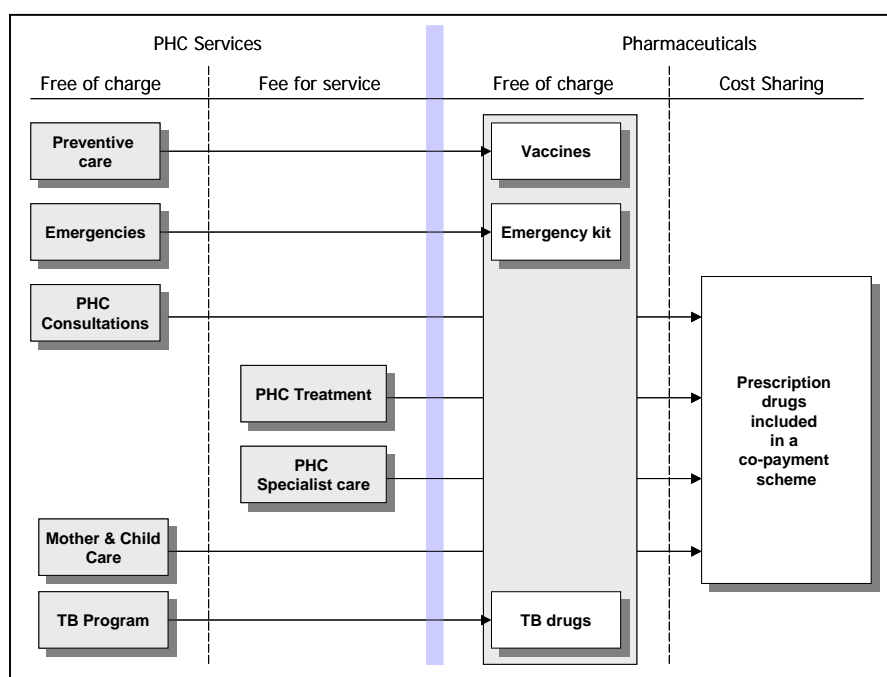 PHC Services
Pharmaceuticals
Free of charge
Fee for service
Free of charge
Cost Sharing
Preventive
care
Vaccines
Emergencies
Emergency kit
PHC
Consultations
PHC Treatment
PHC
Specialist care
Prescription
drugs
included
in a
co-payment
scheme
Mother & Child
Care
TB Program
TB drugs